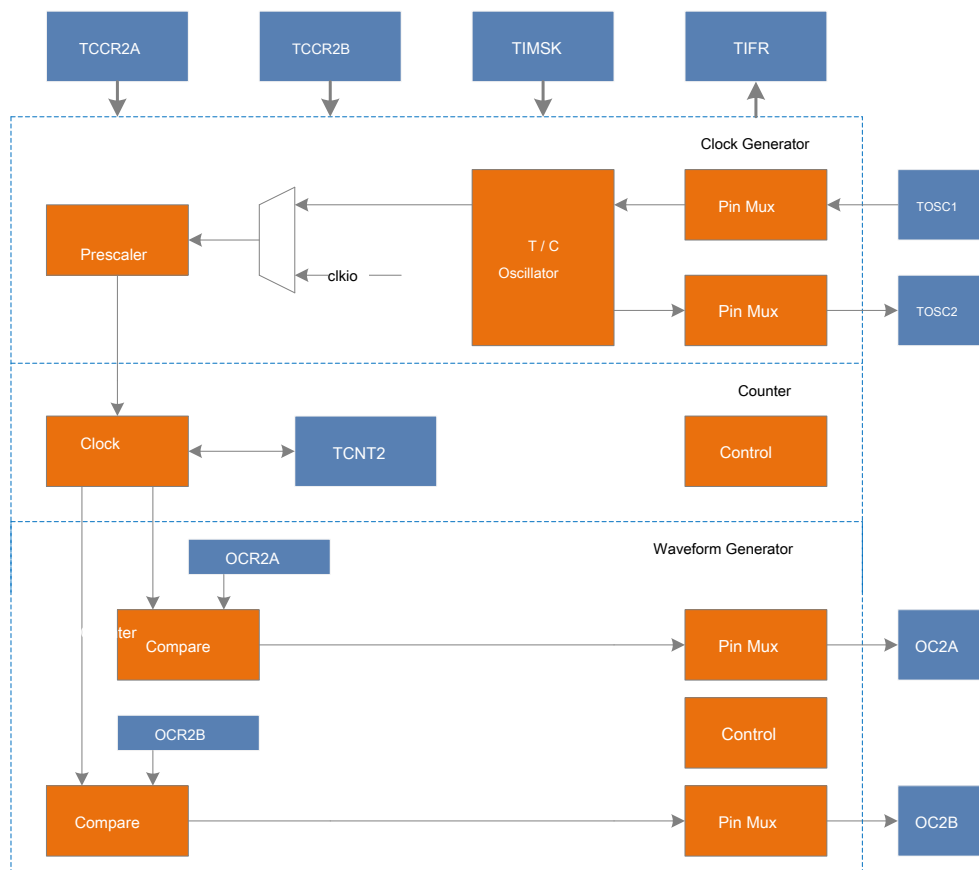 TCCR2A
TCCR2B
TIMSK
TIFR
Clock Generator
Pin Mux
TOSC1
Prescaler
T / C
Oscillator
clkio
Pin Mux
TOSC2
Counter
Clock
TCNT2
Control
Waveform Generator
OCR2A
ter
Compare
Pin Mux
OC2A
OCR2B
Control
Compare
Pin Mux
OC2B